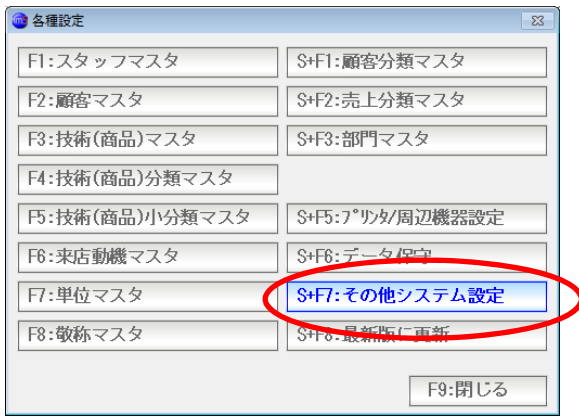 各種設定
F1:スタッフマスタ
S+F1:顧客分類マスタ
F2:顧客マスタ
S+F2:売上分類マスタ
F3:技術(商品)マスタ
S+F3:部門マスタ
F4:技術(商品)分類マスタ
F5:技術(商品)小分類マスタ
S+F5:プリンタ/周辺機器設定
F6:来店動機マスタ
S+F6:データ保守
F7:単位マスタ
S+F7:その他システム設定
F8:敬称マスタ
S+F8:最新版に更新
F9:閉じる